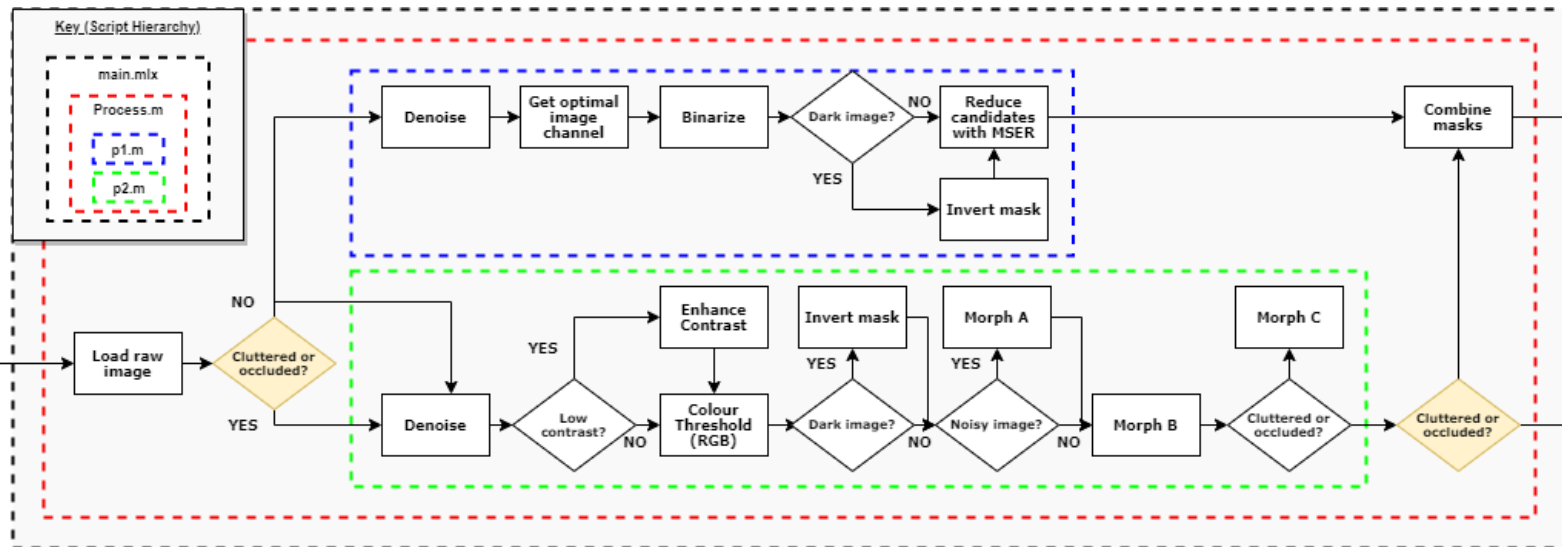 Key (Script Hierarchy)
main.mlx
Process.m
p1.m
p2.m
Denoise
Get optimal
image
channel
Binarize
Dark image?
NO
Reduce
candidates
with MSER
Combine
masks
YES
Invert mask
NO
Load raw
image
Cluttered or
occluded?
YES
Denoise
Low
contrast?
YES
NO
Enhance
Contrast
Colour
Threshold
(RGB)
Invert mask
YES
Dark image?
NO
Morph A
YES
Noisy image?
NO
Morph B
Morph C
Cluttered or
occluded?
Cluttered or
occluded?